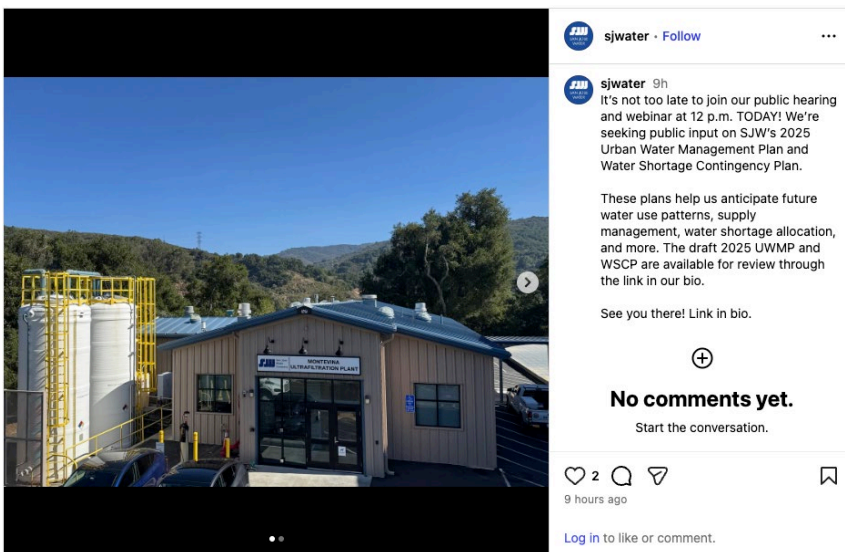 sjwater • Follow
sjwater 9h
It's not too late to join our public hearing
and webinar at 12 p.m. TODAY! We're
seeking public input on SJW's 2025
Urban Water Management Plan and
Water Shortage Contingency Plan.
These plans help us anticipate future
water use patterns, supply
management, water shortage allocation,
and more. The draft 2025 UWMP and
WSCP are available for review through
the link in our bio.
See you there! Link in bio.
No comments yet.
Start the conversation.
2
9 hours ago
Log in to like or comment.
SJW
MONTEVINA
ULTRAFILTRATION PLANT